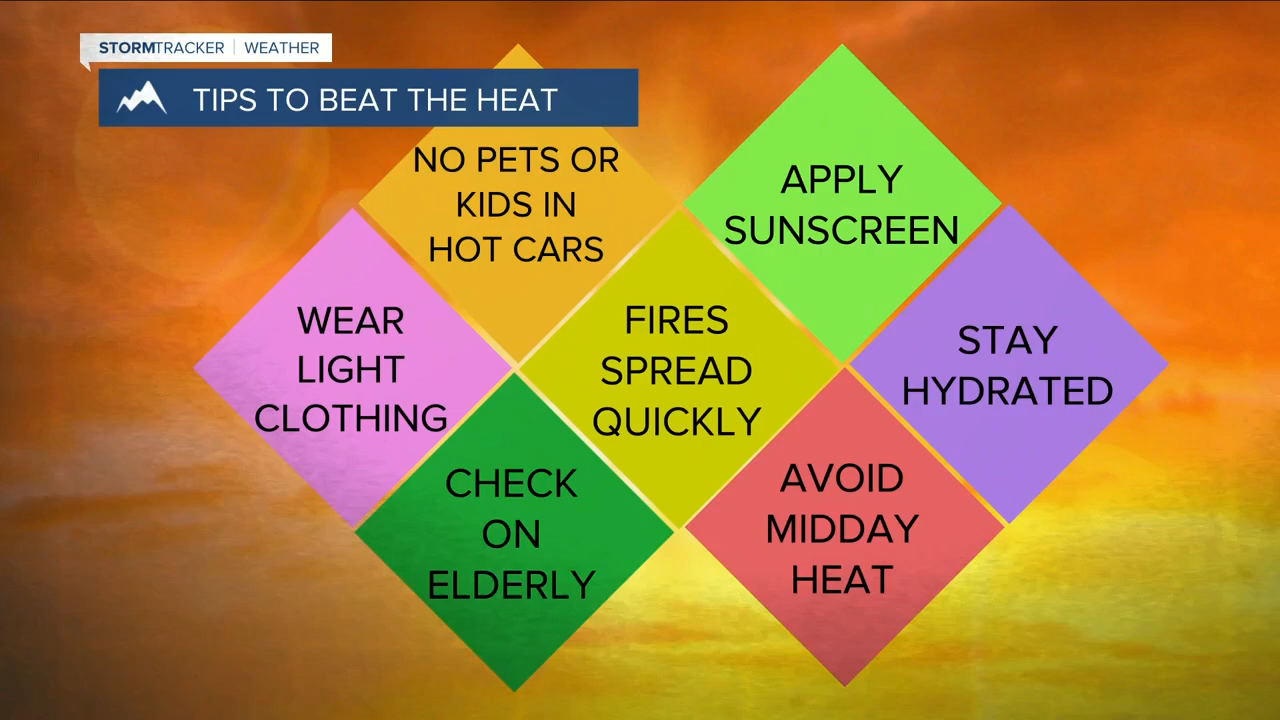 STORMTRACKER | WEATHER
TIPS TO BEAT THE HEAT
NO PETS OR
KIDS IN
HOT CARS
APPLY
SUNSCREEN
WEAR
LIGHT
CLOTHING
FIRES
SPREAD
QUICKLY
STAY
HYDRATED
CHECK
ON
ELDERLY
AVOID
MIDDAY
HEAT